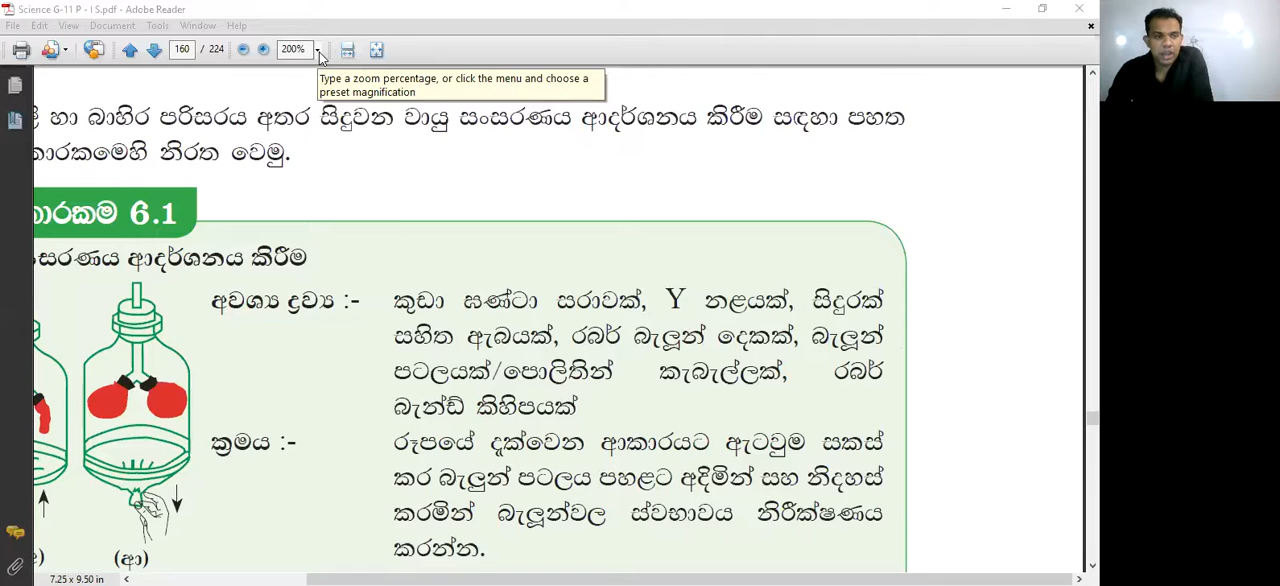 Science G-11 P - I S.pdf - Adobe Reader
File Edit View Document Tools Window Help
160 / 224 200%
Type a zoom percentage, or click the menu and choose a
preset magnification
හා බාහිර පරිසරය අතර සිදුවන වායු සංසරණය ආදර්ශනය කිරීම සඳහා පහත
කාරකමෙහි නිරත වෙමු.
කාරකම 6.1
සංසරණය ආදර්ශනය කිරීම
අවශ්‍ය ද්‍රව්‍ය :- කුඩා ඝණ්ටා සරාවක්, Y නළයක්, සිදුරක්
සහිත ඇබයක්, රබර් බැලූන් දෙකක්, බැලූන්
පටලයක්/පොලිතින් කැබැල්ලක්, රබර්
බෑන්ඩ් කිහිපයක්
ක්‍රමය :- රූපයේ දැක්වෙන ආකාරයට ඇටවුම සකස්
කර බැලුන් පටලය පහළට අදිමින් සහ නිදහස්
කරමින් බැලූන්වල ස්වභාවය නිරීක්ෂණය
කරන්න.
(ආ)
7.25 x 9.50 in